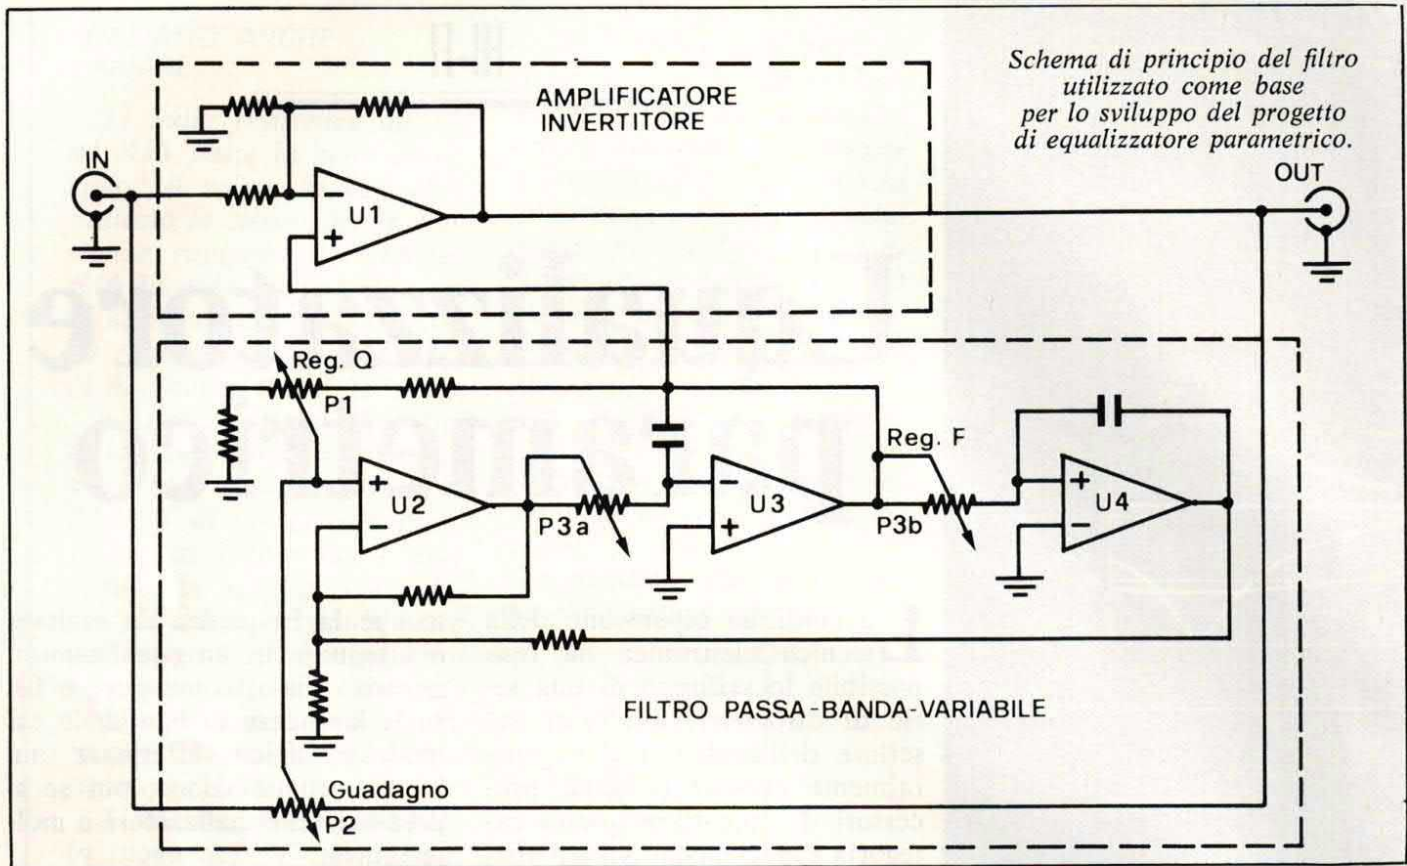 Schema di principio del filtro
utilizzato come base
per lo sviluppo del progetto
di equalizzatore parametrico.
AMPLIFICATORE
INVERTITORE
IN
OUT
-
U1
+
Reg. Q
P1
Reg. F
+
U2
-
P3a
-
U3
+
P3b
+
U4
-
FILTRO PASSA-BANDA-VARIABILE
Guadagno
P2